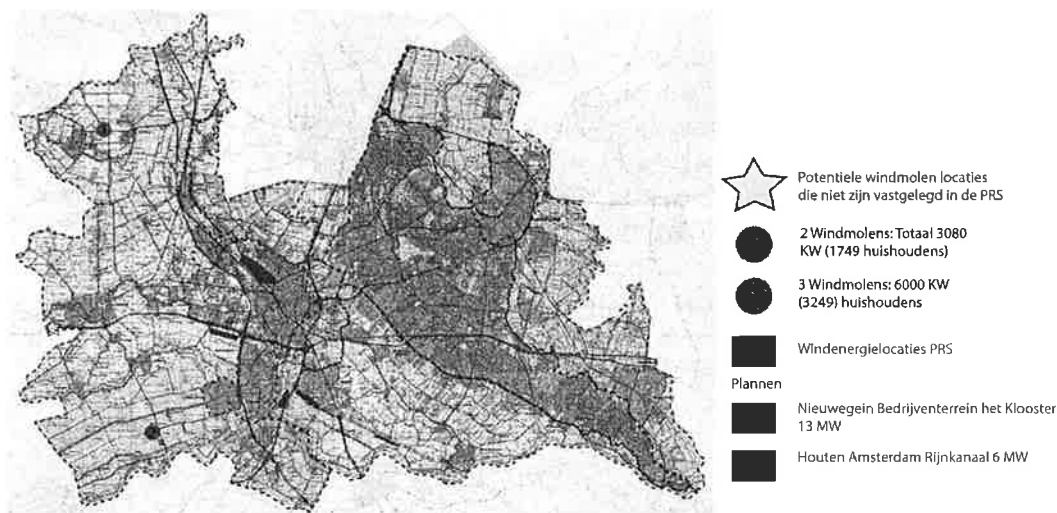 Potentiele windmolen locaties
die niet zijn vastgelegd in de PRS
2 Windmolens: Totaal 3080
KW (1749 huishoudens)
3 Windmolens: 6000 KW
(3249) huishoudens
Windenergielocaties PRS
Plannen
Nieuwegein Bedrijventerrein het Klooster
13 MW
Houten Amsterdam Rijnkanaal 6 MW